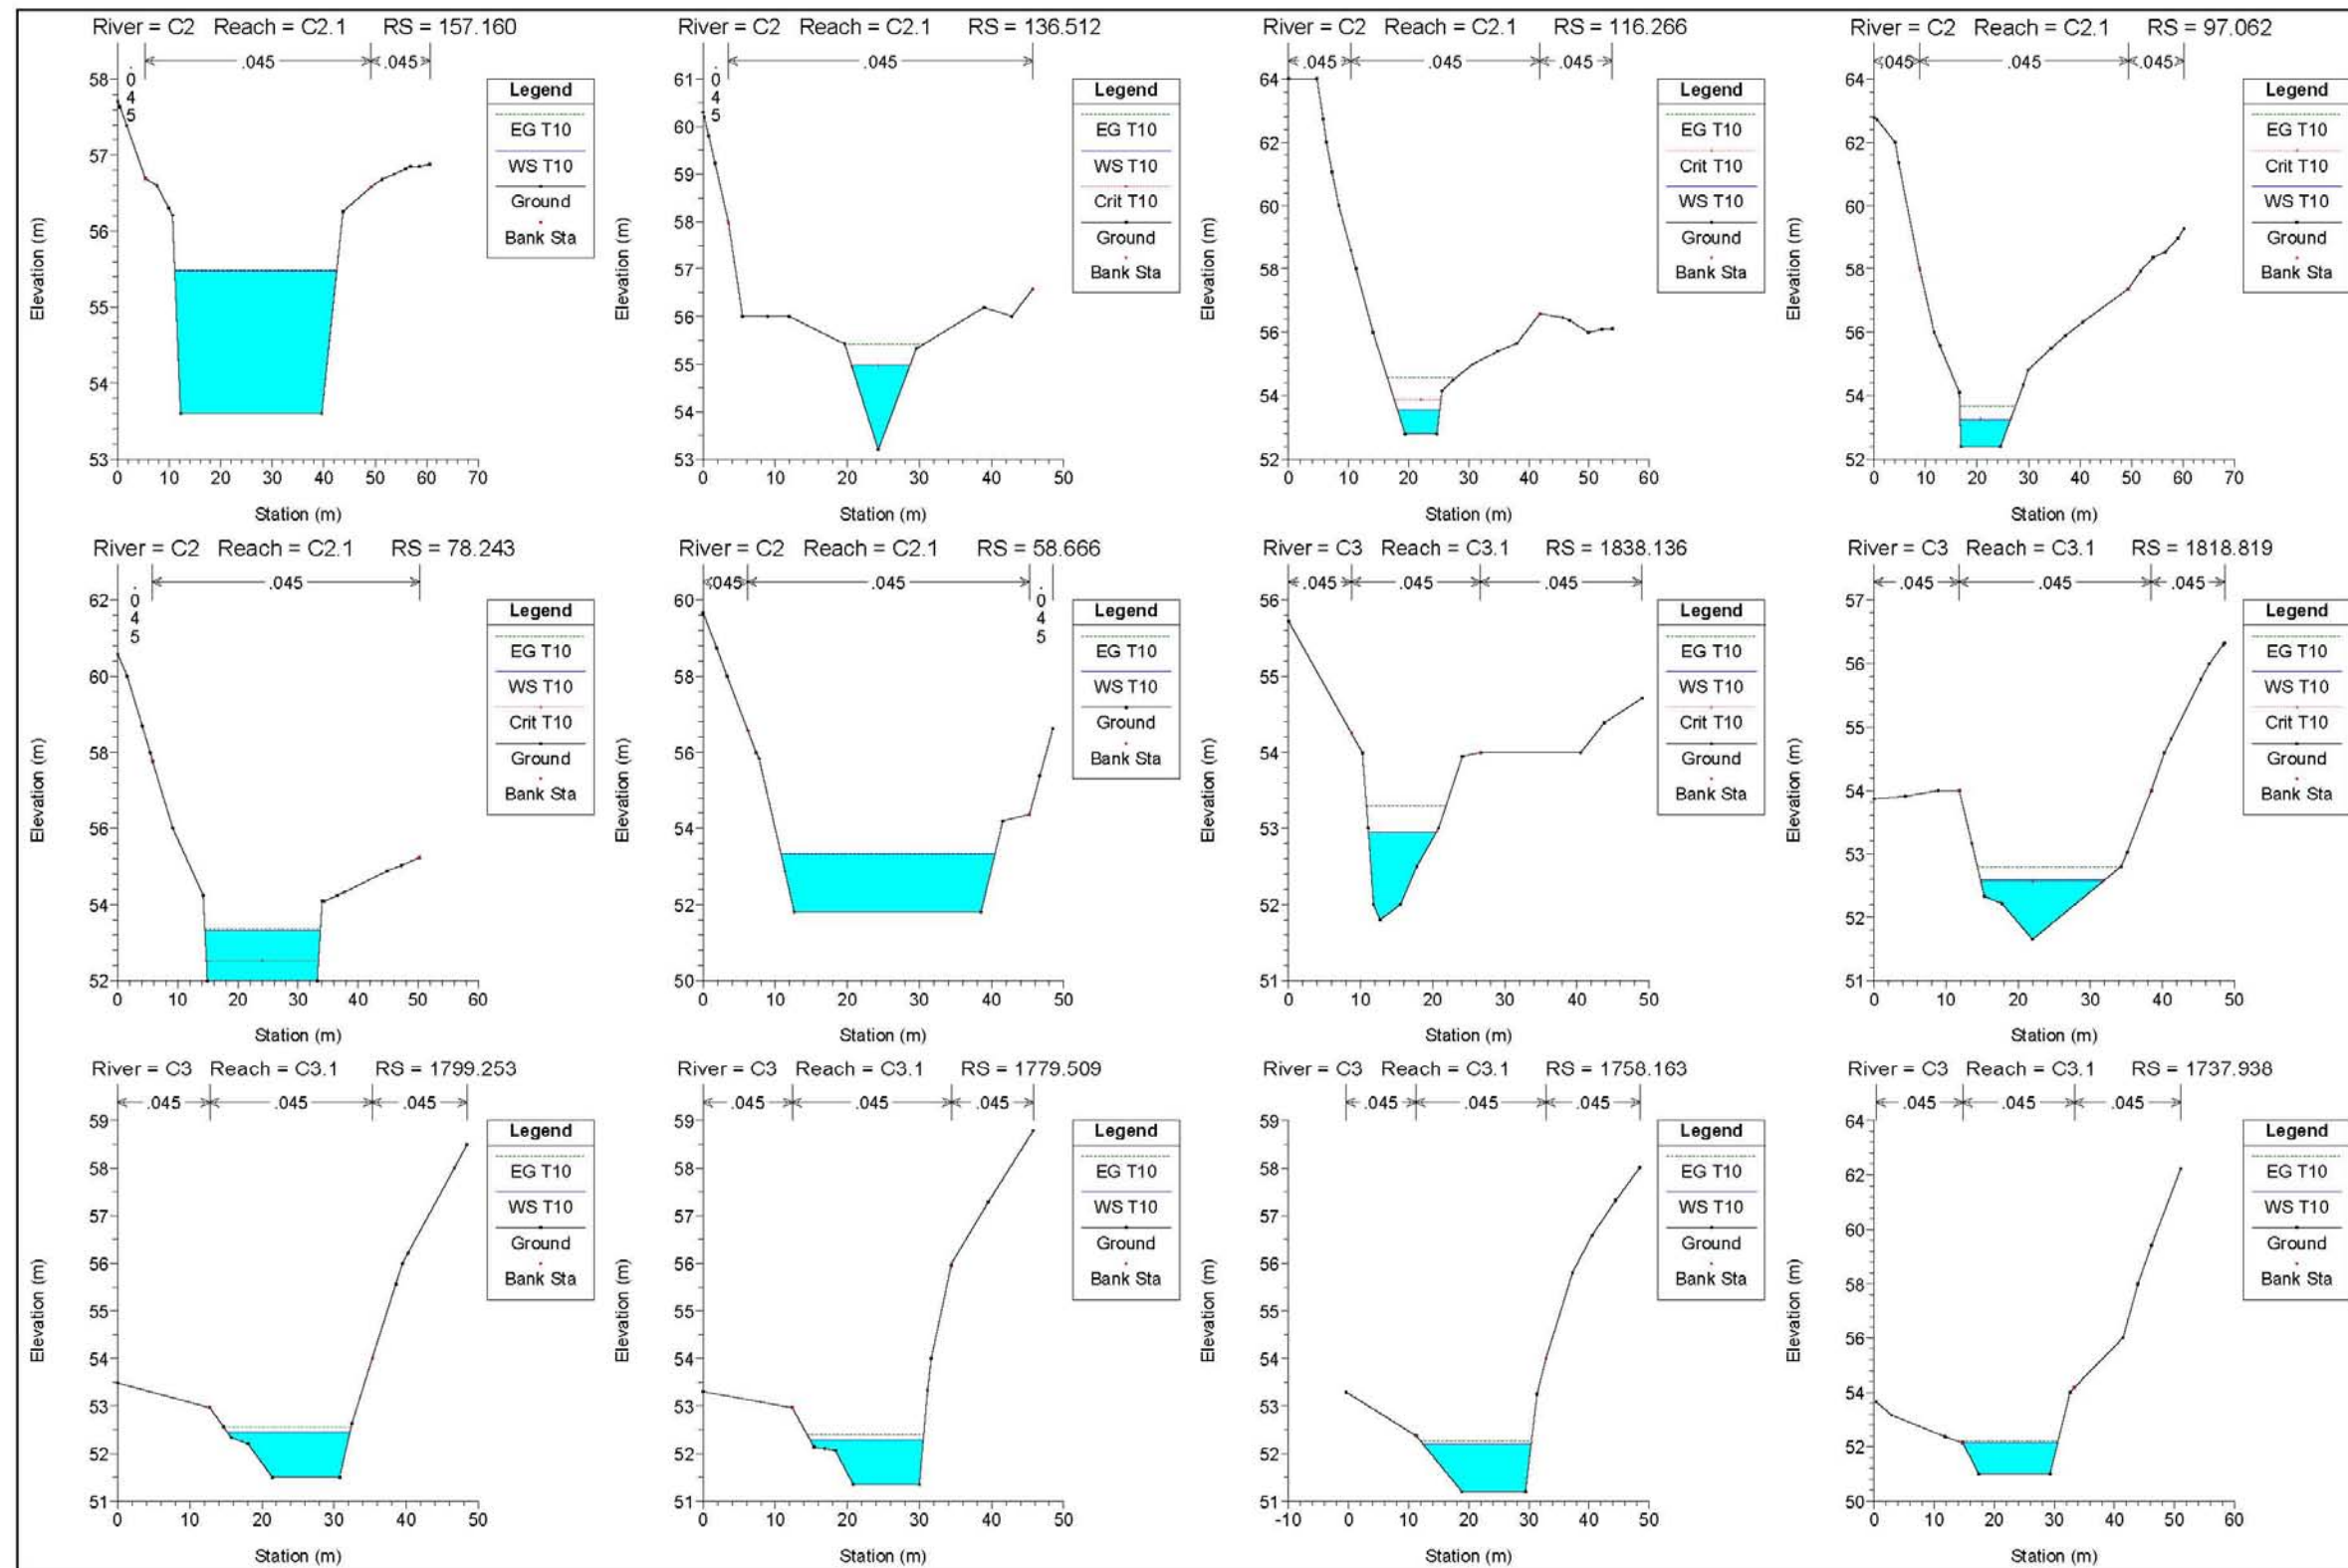 River = C2 Reach = C2.1 RS = 157.160
.045
.045
.045
58
57
56
55
54
53
Elevation (m)
0 10 20 30 40 50 60 70
Station (m)
Legend
EG T10
WS T10
Ground
Bank Sta
River = C2 Reach = C2.1 RS = 136.512
.045
.045
61
60
59
58
57
56
55
54
53
Elevation (m)
0 10 20 30 40 50
Station (m)
Legend
EG T10
WS T10
Crit T10
Ground
Bank Sta
River = C2 Reach = C2.1 RS = 116.266
.045 .045 .045
64
62
60
58
56
54
52
Elevation (m)
0 10 20 30 40 50 60
Station (m)
Legend
EG T10
Crit T10
WS T10
Ground
Bank Sta
River = C2 Reach = C2.1 RS = 97.062
.045 .045 .045
64
62
60
58
56
54
52
Elevation (m)
0 10 20 30 40 50 60 70
Station (m)
Legend
EG T10
Crit T10
WS T10
Ground
Bank Sta
River = C2 Reach = C2.1 RS = 78.243
.045
.045
62
60
58
56
54
52
Elevation (m)
0 10 20 30 40 50 60
Station (m)
Legend
EG T10
WS T10
Crit T10
Ground
Bank Sta
River = C2 Reach = C2.1 RS = 58.666
.045 .045
.045
60
58
56
54
52
50
Elevation (m)
0 10 20 30 40 50
Station (m)
Legend
EG T10
WS T10
Ground
Bank Sta
River = C3 Reach = C3.1 RS = 1838.136
.045 .045 .045
56
55
54
53
52
51
Elevation (m)
0 10 20 30 40 50
Station (m)
Legend
EG T10
WS T10
Crit T10
Ground
Bank Sta
River = C3 Reach = C3.1 RS = 1818.819
.045 .045 .045
57
56
55
54
53
52
51
Elevation (m)
0 10 20 30 40 50
Station (m)
Legend
EG T10
WS T10
Crit T10
Ground
Bank Sta
River = C3 Reach = C3.1 RS = 1799.253
.045 .045 .045
59
58
57
56
55
54
53
52
51
Elevation (m)
0 10 20 30 40 50
Station (m)
Legend
EG T10
WS T10
Ground
Bank Sta
River = C3 Reach = C3.1 RS = 1779.509
.045 .045 .045
59
58
57
56
55
54
53
52
51
Elevation (m)
0 10 20 30 40 50
Station (m)
Legend
EG T10
WS T10
Ground
Bank Sta
River = C3 Reach = C3.1 RS = 1758.163
.045 .045 .045
59
58
57
56
55
54
53
52
51
Elevation (m)
-10 0 10 20 30 40 50
Station (m)
Legend
EG T10
WS T10
Ground
Bank Sta
River = C3 Reach = C3.1 RS = 1737.938
.045 .045 .045
64
62
60
58
56
54
52
50
Elevation (m)
0 10 20 30 40 50 60
Station (m)
Legend
EG T10
WS T10
Ground
Bank Sta